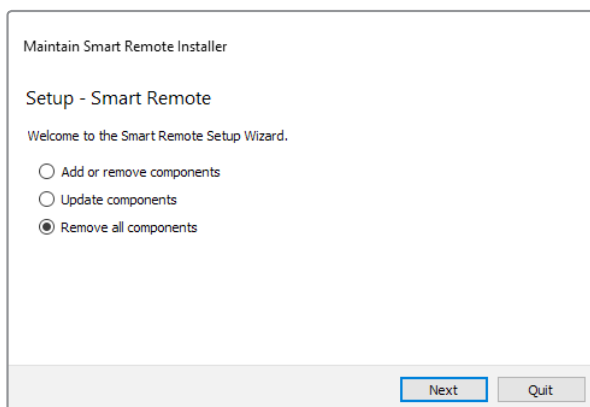 Maintain Smart Remote Installer
Setup - Smart Remote
Welcome to the Smart Remote Setup Wizard.
Add or remove components
Update components
Remove all components
Next Quit